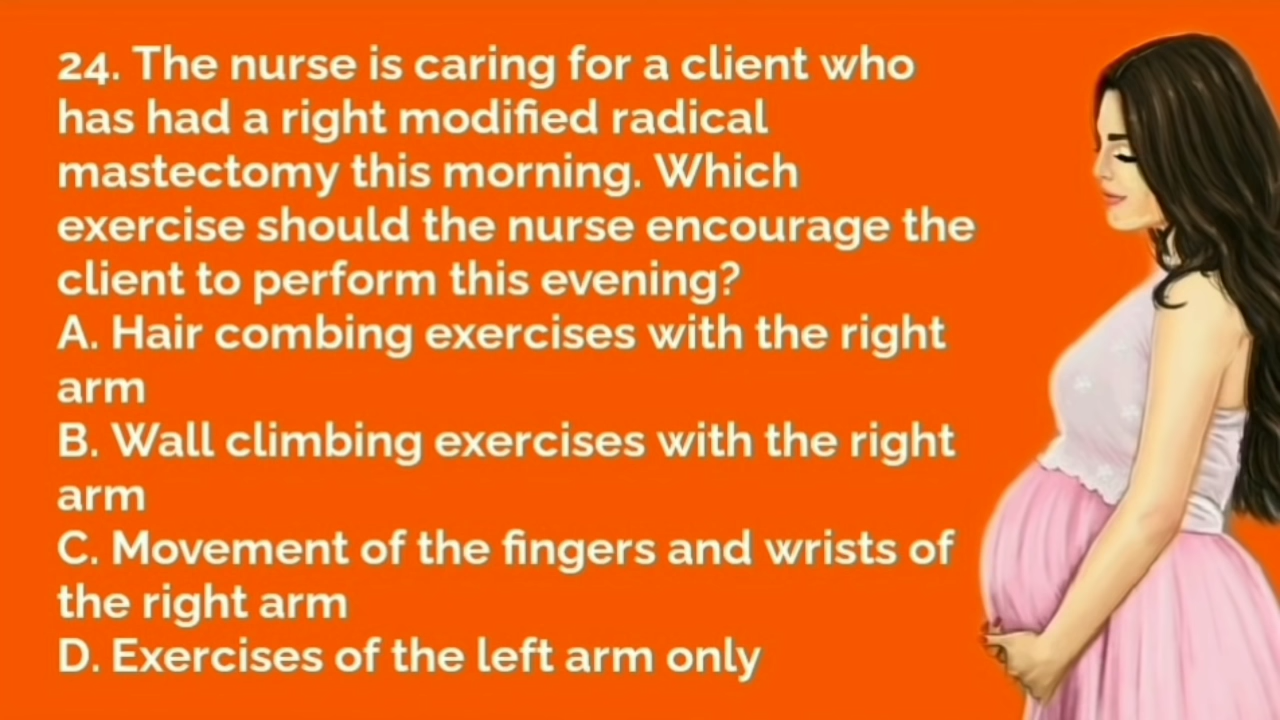 24. The nurse is caring for a client who
has had a right modified radical
mastectomy this morning. Which
exercise should the nurse encourage the
client to perform this evening?
A. Hair combing exercises with the right
arm
B. Wall climbing exercises with the right
arm
C. Movement of the fingers and wrists of
the right arm
D. Exercises of the left arm only